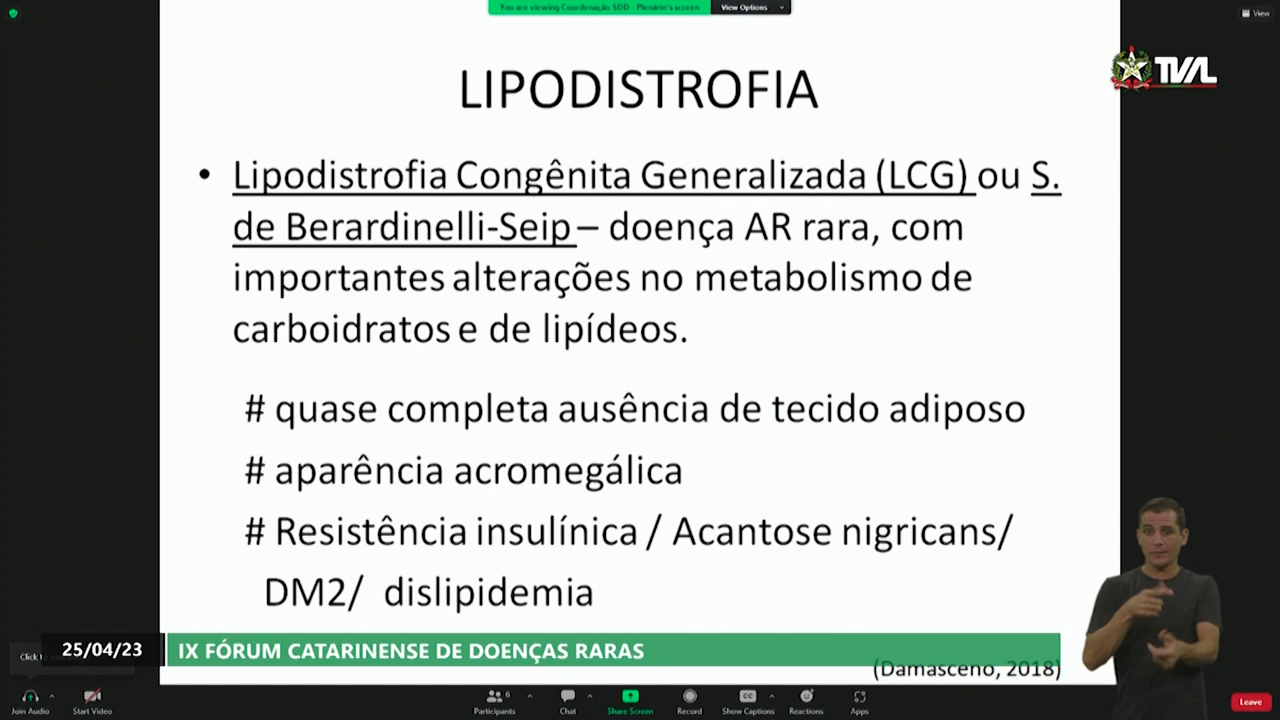 You are viewing Coordenação SDD - Plenário's screen
View Options
View
TVAL
LIPODISTROFIA
• Lipodistrofia Congênita Generalizada (LCG) ou S.
de Berardinelli-Seip – doença AR rara, com
importantes alterações no metabolismo de
carboidratos e de lipídeos.
# quase completa ausência de tecido adiposo
# aparência acromegálica
# Resistência insulínica / Acantose nigricans/
DM2/ dislipidemia
25/04/23
IX FÓRUM CATARINENSE DE DOENÇAS RARAS
Click
(Damasceno, 2018)
6
Join Audio
Start Video
Participants
Chat
Share Screen
Record
CC
Show Captions
Reactions
Apps
Leave